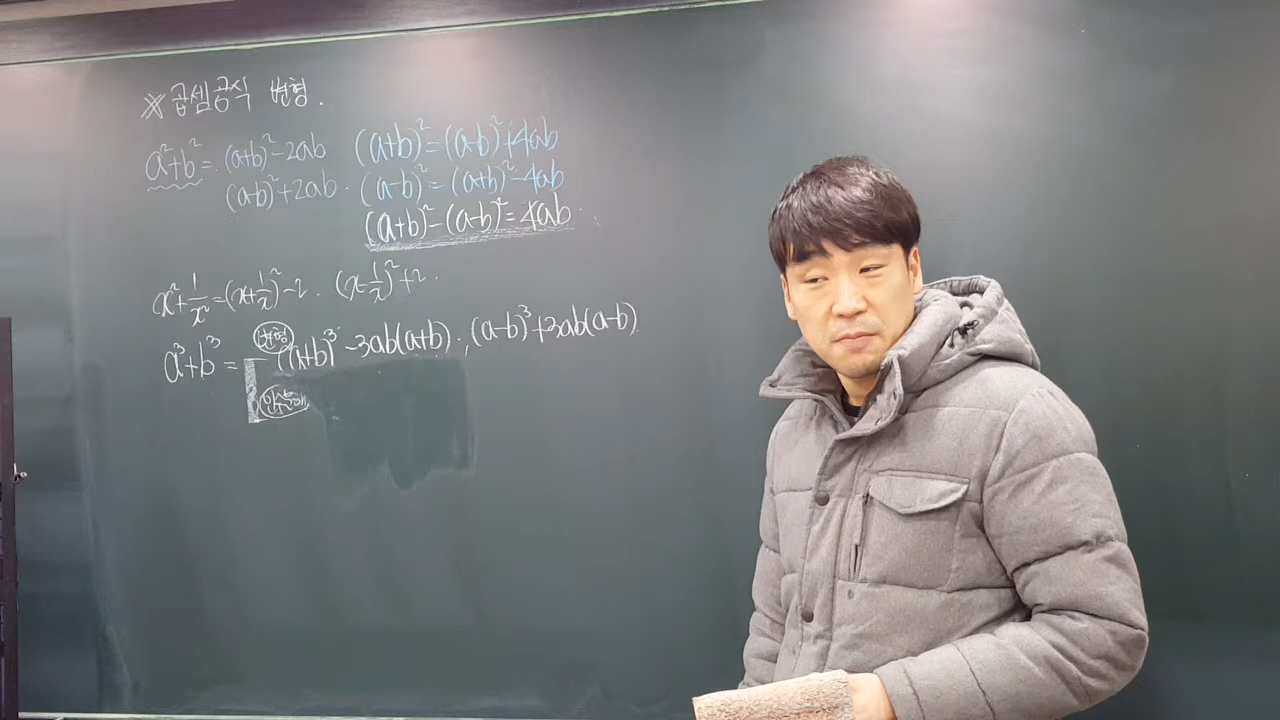 ※ 곱셈공식 변형.
a²+b² = (a+b)²-2ab
(a-b)²+2ab.
(a+b)²=(a-b)²+4ab
(a-b)²=(a+b)²-4ab
(a+b)²-(a-b)²=4ab
x²+1/x²=(x+1/x)²-2. (x-1/x)²+2.
a³+b³ = 변형 (a+b)³-3ab(a+b)., (a-b)³+3ab(a-b)
인수분해